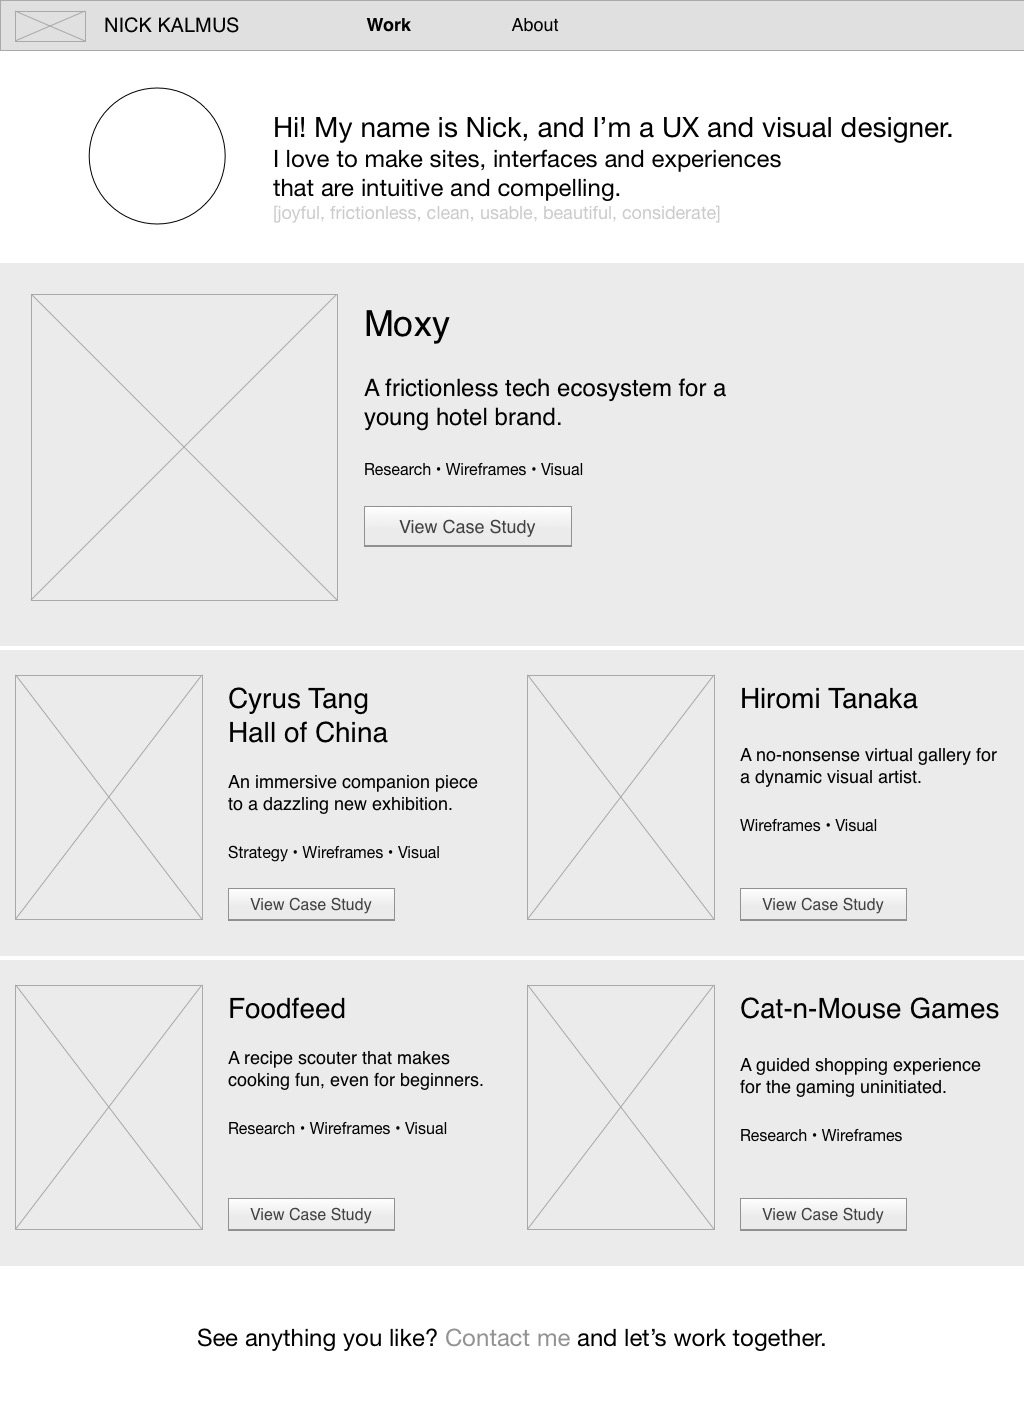 NICK KALMUS
Work
About
Hi! My name is Nick, and I’m a UX and visual designer.
I love to make sites, interfaces and experiences
that are intuitive and compelling.
[joyful, frictionless, clean, usable, beautiful, considerate]
Moxy
A frictionless tech ecosystem for a
young hotel brand.
Research • Wireframes • Visual
View Case Study
Cyrus Tang
Hall of China
An immersive companion piece
to a dazzling new exhibition.
Strategy • Wireframes • Visual
View Case Study
Hiromi Tanaka
A no-nonsense virtual gallery for
a dynamic visual artist.
Wireframes • Visual
View Case Study
Foodfeed
A recipe scouter that makes
cooking fun, even for beginners.
Research • Wireframes • Visual
View Case Study
Cat-n-Mouse Games
A guided shopping experience
for the gaming uninitiated.
Research • Wireframes
View Case Study
See anything you like? Contact me and let’s work together.